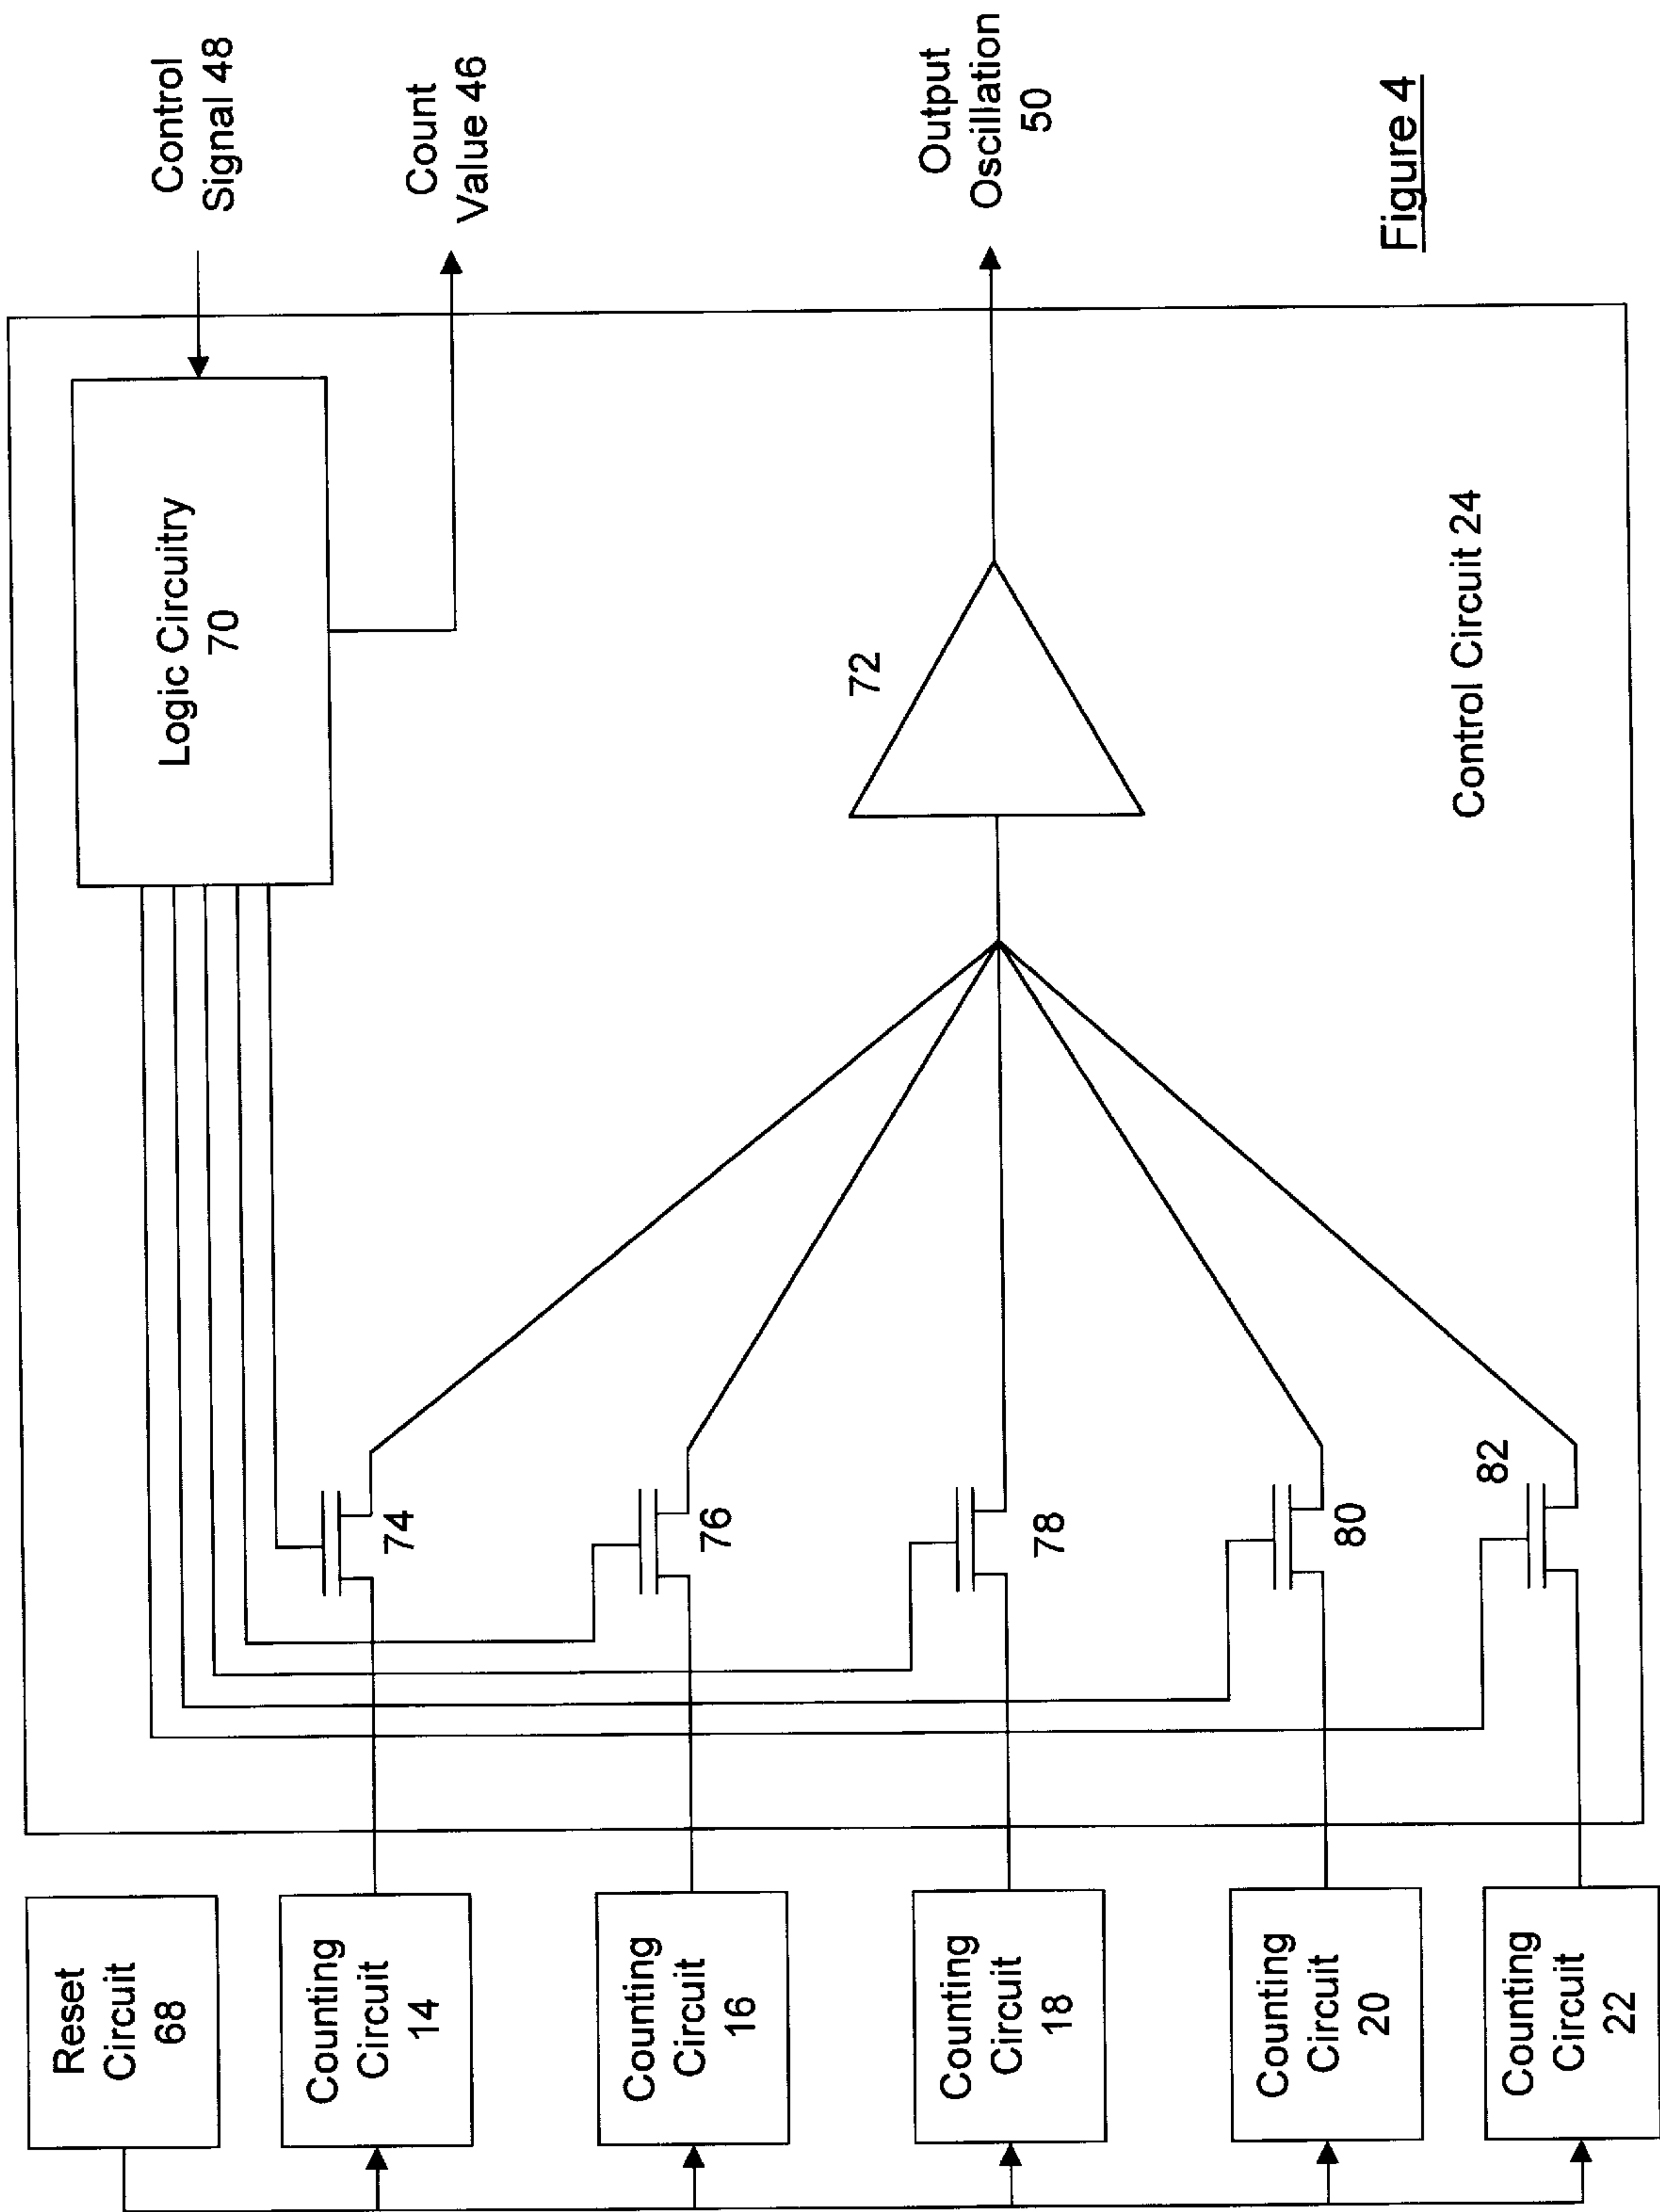 Reset
Circuit
68
Counting
Circuit
14
Counting
Circuit
16
Counting
Circuit
18
Counting
Circuit
20
Counting
Circuit
22
74
76
78
80
82
Logic Circuitry
70
72
Control Circuit 24
Control
Signal 48
Count
Value 46
Output
Oscillation
50
Figure 4